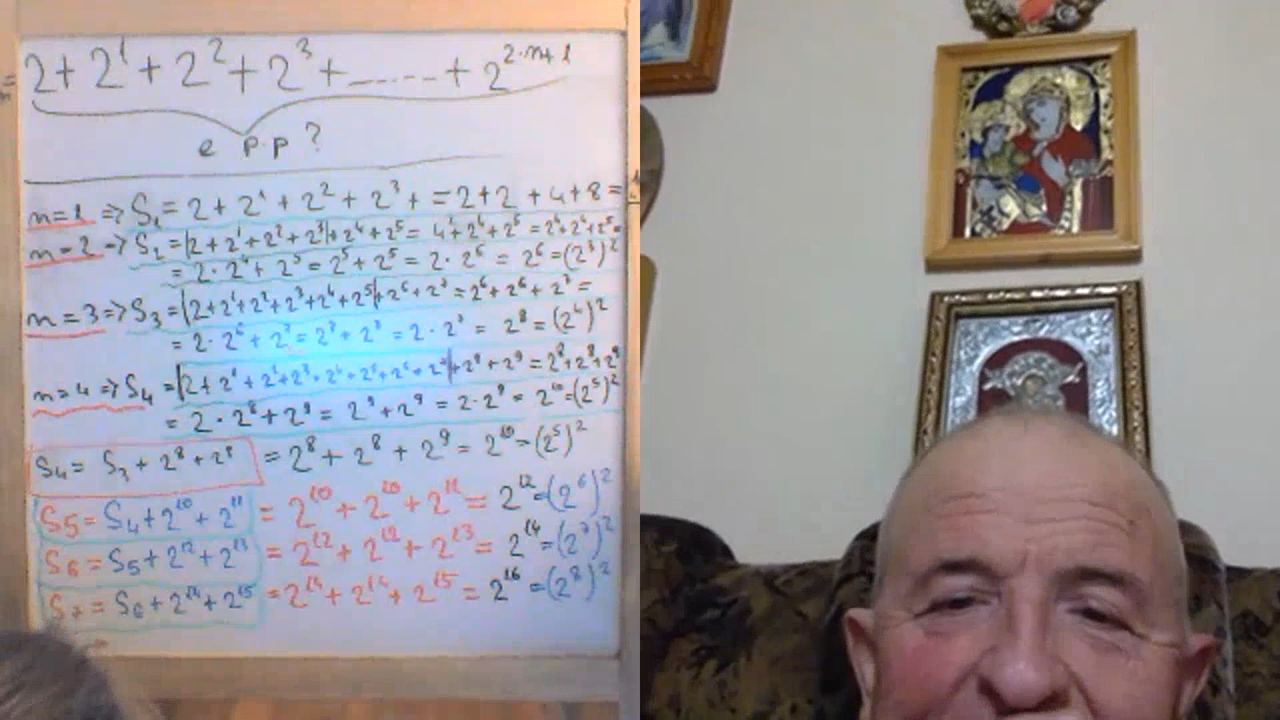 = 2 + 2¹ + 2² + 2³ + ----- + 2^{2·n+1}
e p.p ?
n=1 => S₁ = 2 + 2¹ + 2² + 2³ + = 2 + 2 + 4 + 8 =
n=2 => S₂ = |2 + 2¹ + 2² + 2³| + 2⁴ + 2⁵ = 4² + 2⁴ + 2⁵ = 2⁴ + 2⁴ + 2⁵ =
= 2 · 2⁴ + 2⁵ = 2⁵ + 2⁵ = 2 · 2⁵ = 2⁶ = (2³)²
n=3 => S₃ = |2 + 2¹ + 2² + 2³ + 2⁴ + 2⁵| + 2⁶ + 2⁷ = 2⁶ + 2⁶ + 2⁷ =
= 2 · 2⁶ + 2⁷ = 2⁷ + 2⁷ = 2 · 2⁷ = 2⁸ = (2⁴)²
n=4 => S₄ = |2 + 2¹ + 2² + 2³ + 2⁴ + 2⁵ + 2⁶ + 2⁷| + 2⁸ + 2⁹ = 2⁸ + 2⁸ + 2⁹
= 2 · 2⁸ + 2⁹ = 2⁹ + 2⁹ = 2 · 2⁹ = 2¹⁰ = (2⁵)²
S₄ = S₃ + 2⁸ + 2⁹ = 2⁸ + 2⁸ + 2⁹ = 2¹⁰ = (2⁵)²
S5 = S₄ + 2¹⁰ + 2¹¹ = 2¹⁰ + 2¹⁰ + 2¹¹ = 2¹² = (2⁶)²
S₆ = S₅ + 2¹² + 2¹³ = 2¹² + 2¹² + 2¹³ = 2¹⁴ = (2⁷)²
S₇ = S₆ + 2¹⁴ + 2¹⁵ = 2¹⁴ + 2¹⁴ + 2¹⁵ = 2¹⁶ = (2⁸)²